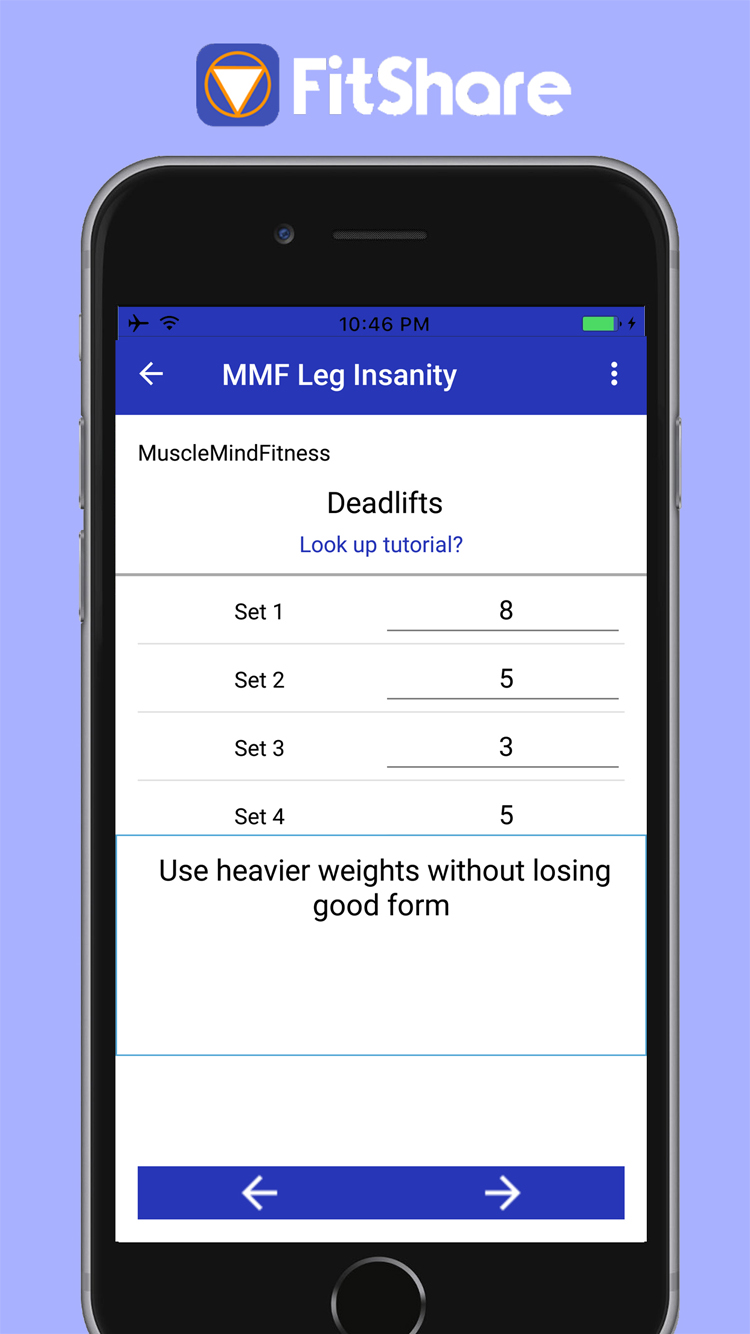 FitShare
10:46 PM
MMF Leg Insanity
MuscleMindFitness
Deadlifts
Look up tutorial?
Set 1 8
Set 2 5
Set 3 3
Set 4 5
Use heavier weights without losing
good form